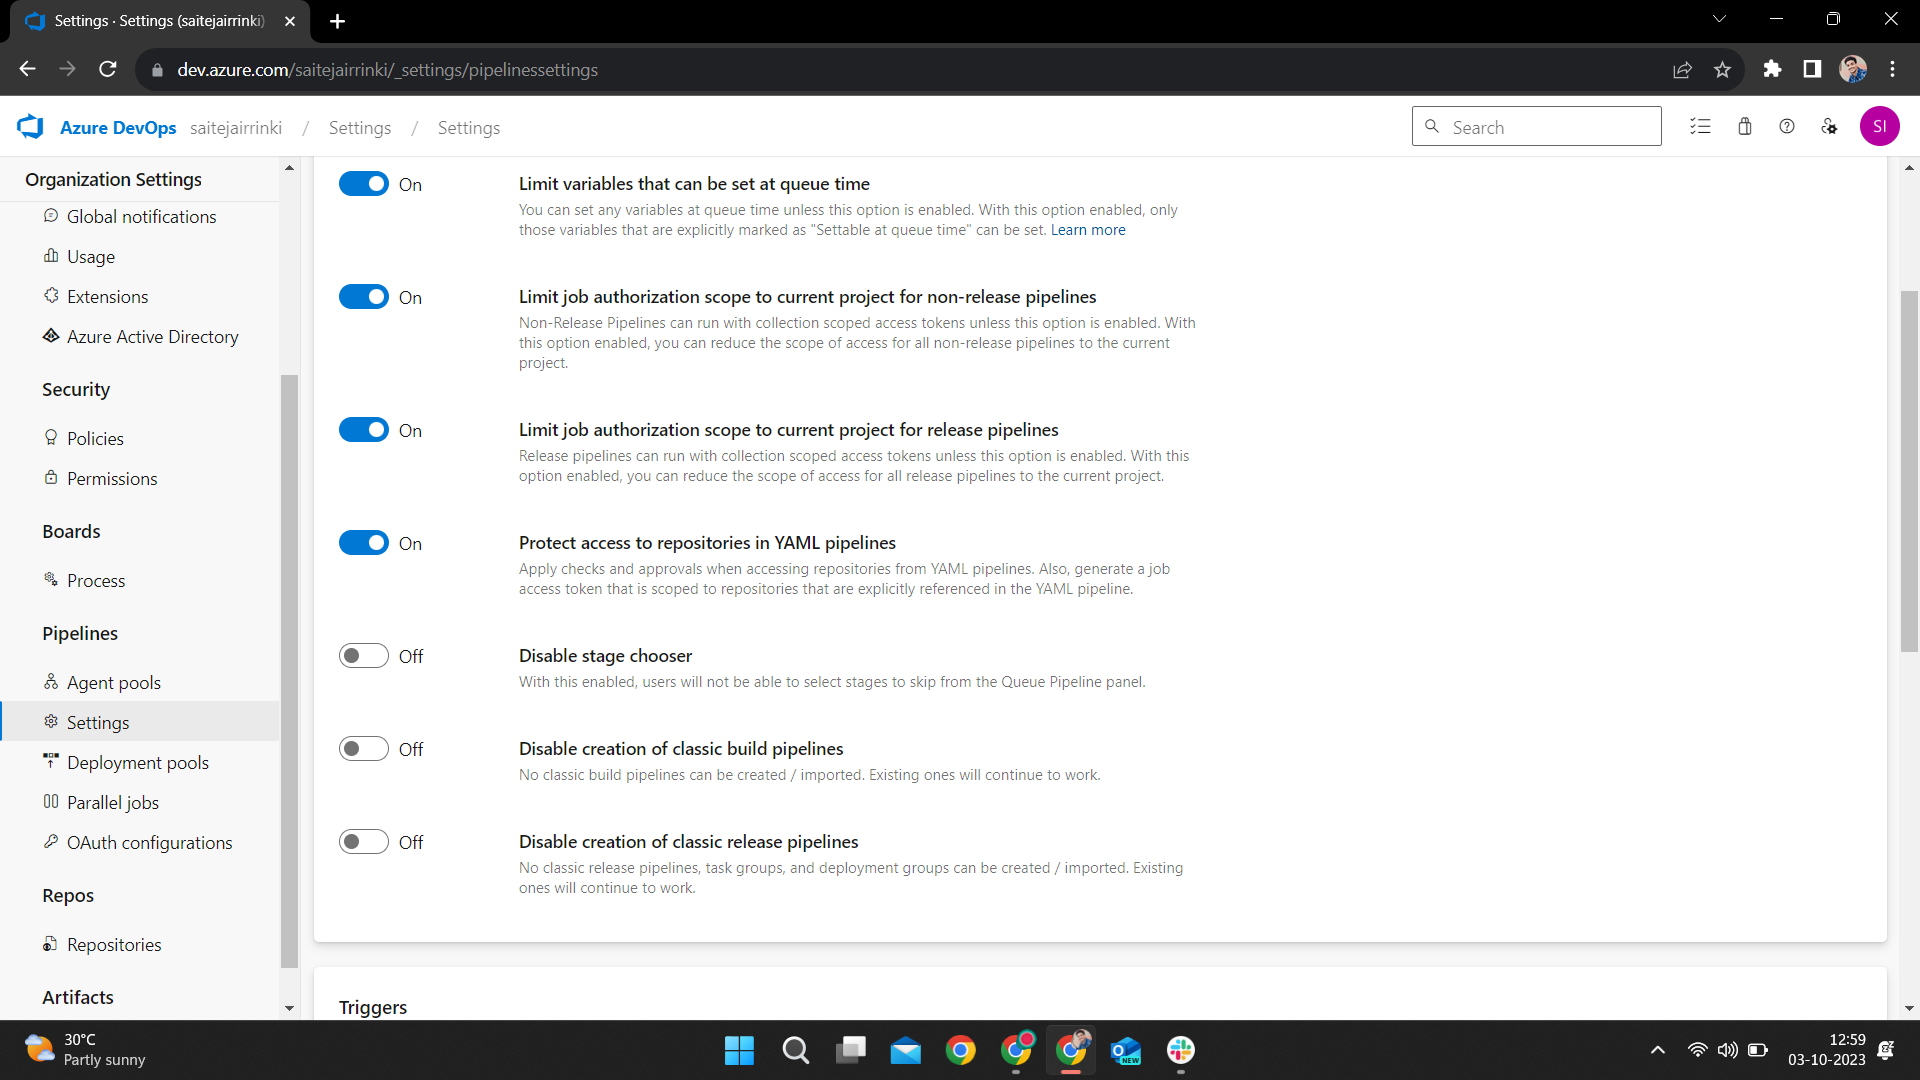 Settings · Settings (saitejairrinki)
dev.azure.com/saitejairrinki/_settings/pipelinessettings
Azure DevOps saitejairrinki / Settings / Settings
Search
SI
Organization Settings
Global notifications
Usage
Extensions
Azure Active Directory
Security
Policies
Permissions
Boards
Process
Pipelines
Agent pools
Settings
Deployment pools
Parallel jobs
OAuth configurations
Repos
Repositories
Artifacts
On
Limit variables that can be set at queue time
You can set any variables at queue time unless this option is enabled. With this option enabled, only
those variables that are explicitly marked as "Settable at queue time" can be set. Learn more
On
Limit job authorization scope to current project for non-release pipelines
Non-Release Pipelines can run with collection scoped access tokens unless this option is enabled. With
this option enabled, you can reduce the scope of access for all non-release pipelines to the current
project.
On
Limit job authorization scope to current project for release pipelines
Release pipelines can run with collection scoped access tokens unless this option is enabled. With this
option enabled, you can reduce the scope of access for all release pipelines to the current project.
On
Protect access to repositories in YAML pipelines
Apply checks and approvals when accessing repositories from YAML pipelines. Also, generate a job
access token that is scoped to repositories that are explicitly referenced in the YAML pipeline.
Off
Disable stage chooser
With this enabled, users will not be able to select stages to skip from the Queue Pipeline panel.
Off
Disable creation of classic build pipelines
No classic build pipelines can be created / imported. Existing ones will continue to work.
Off
Disable creation of classic release pipelines
No classic release pipelines, task groups, and deployment groups can be created / imported. Existing
ones will continue to work.
Triggers
30°C
Partly sunny
NEW
12:59
03-10-2023